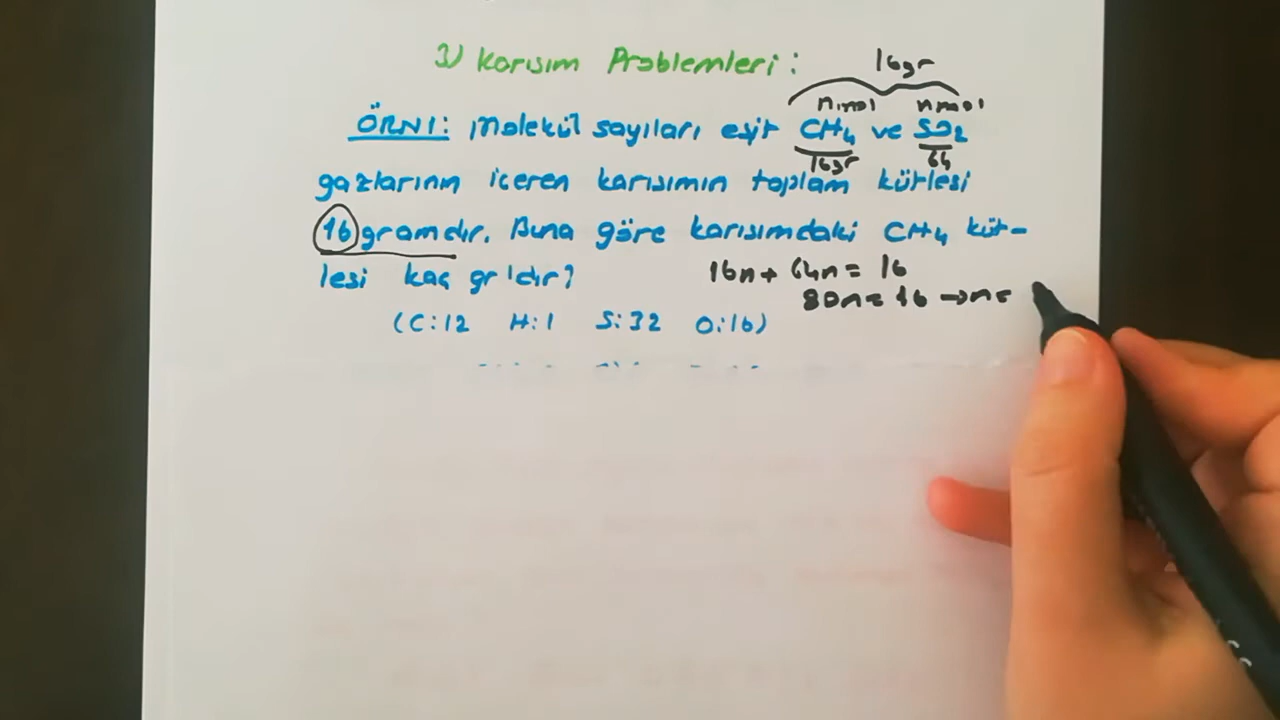 3) Karışım Problemleri:
16gr
n mol n mol
ÖRN1: Molekül sayıları eşit CH4 ve SO2
16gr 64
gazlarının içeren karışımın toplam kütlesi
16 gramdır. Buna göre karışımdaki CH4 küt-
lesi kaç gr'dır?
16n + 64n = 16
80n = 16 → n =
(C:12 H:1 S:32 O:16)